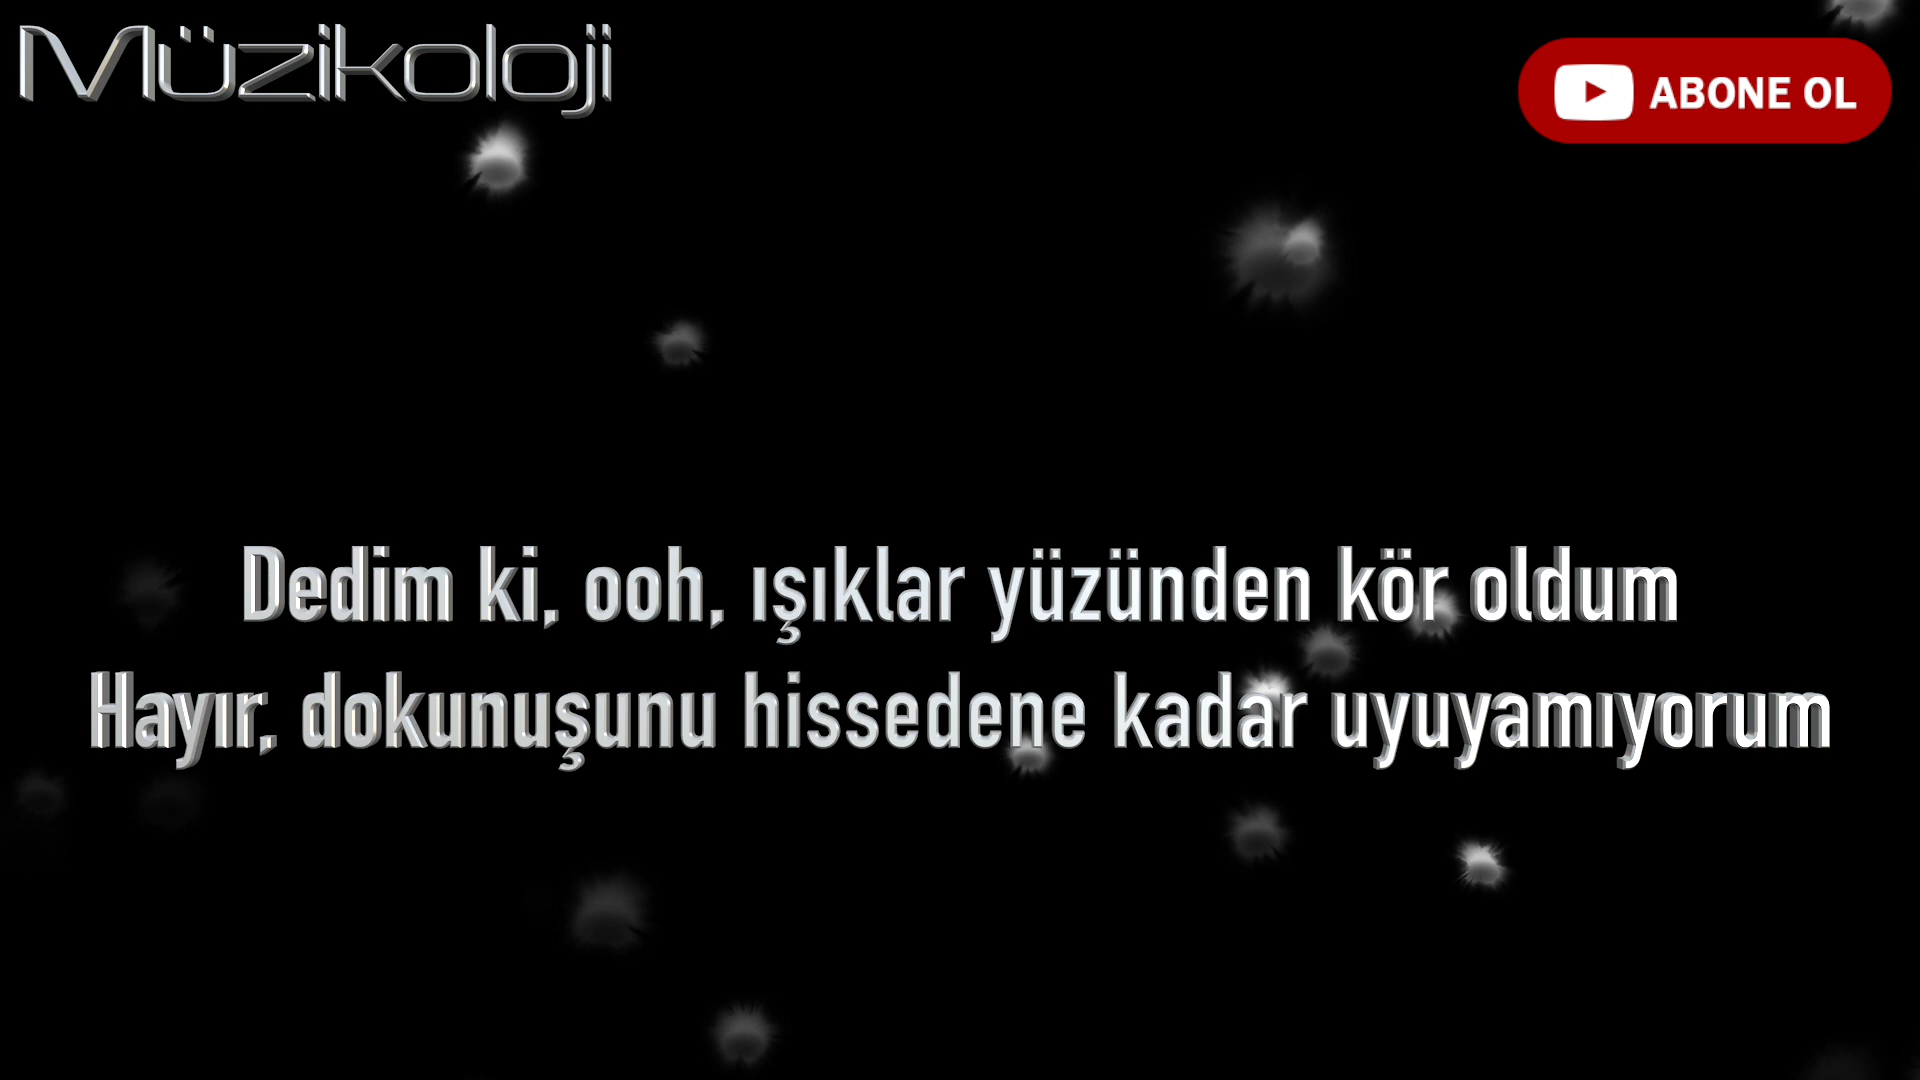 Müzikoloji
ABONE OL
Dedim ki, ooh, ışıklar yüzünden kör oldum
Hayır, dokunuşunu hissedene kadar uyuyamıyorum